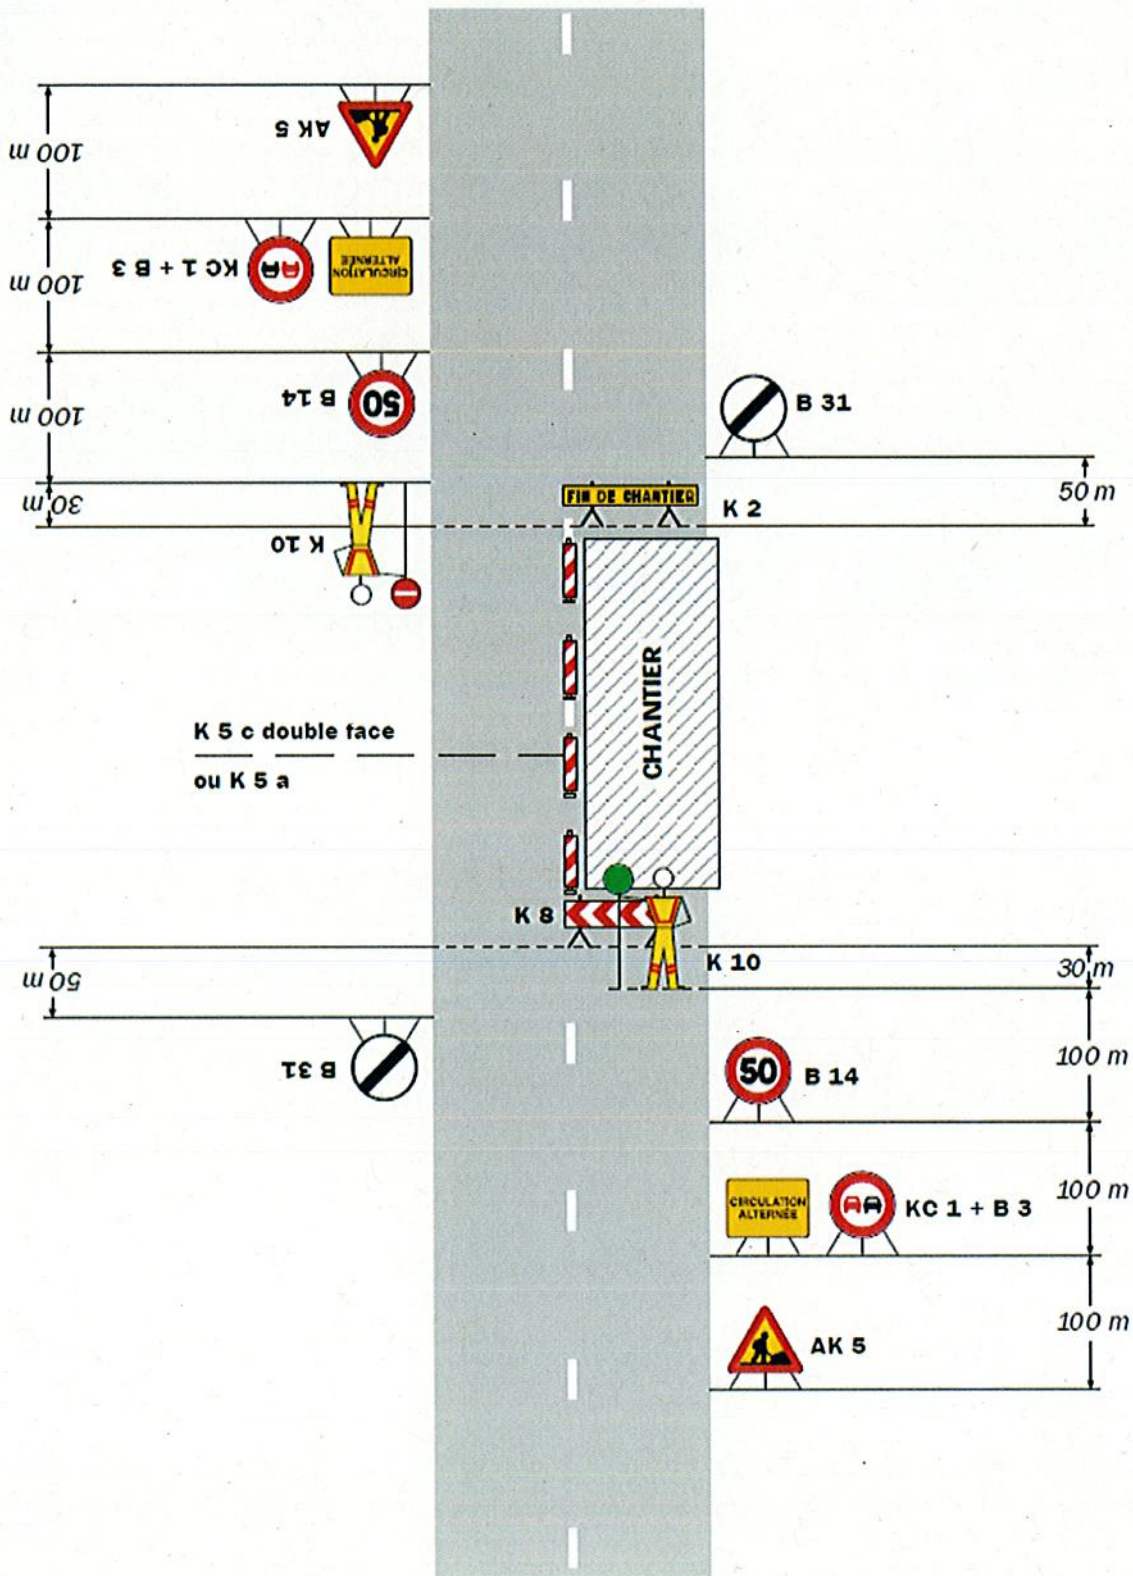 AK 5
100 m
KC 1 + B 3
CIRCULATION
ALTERNÉE
100 m
B 14
50
100 m
B 31
50 m
30 m
K 10
FIN DE CHANTIER
K 2
CHANTIER
K 5 c double face
ou K 5 a
K 8
K 10
30 m
50 m
B 31
50
B 14
100 m
CIRCULATION
ALTERNÉE
KC 1 + B 3
100 m
AK 5
100 m